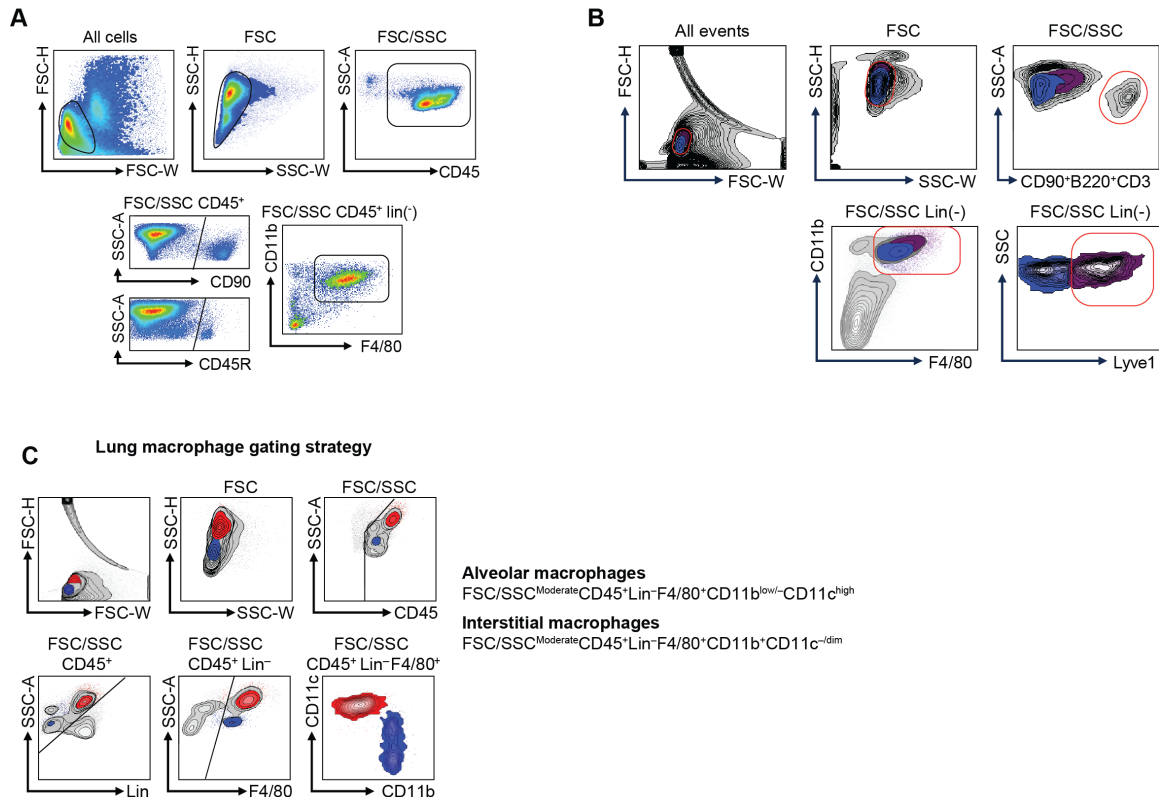 A
All cells
FSC-H
FSC-W
FSC
SSC-H
SSC-W
FSC/SSC
SSC-A
CD45
FSC/SSC CD45⁺
SSC-A
CD90
SSC-A
CD45R
FSC/SSC CD45⁺ lin(-)
CD11b
F4/80
B
All events
FSC-H
FSC-W
FSC
SSC-H
SSC-W
FSC/SSC
SSC-A
CD90⁺B220⁺CD3
FSC/SSC Lin(-)
CD11b
F4/80
FSC/SSC Lin(-)
SSC
Lyve1
C
Lung macrophage gating strategy
FSC-H
FSC-W
FSC
SSC-H
SSC-W
FSC/SSC
SSC-A
CD45
FSC/SSC
CD45⁺
SSC-A
Lin
FSC/SSC
CD45⁺ Lin⁻
SSC-A
F4/80
FSC/SSC
CD45⁺ Lin⁻F4/80⁺
CD11c
CD11b
Alveolar macrophages
FSC/SSCᴹᵒᵈᵉʳᵃᵗᵉCD45⁺Lin⁻F4/80⁺CD11bˡᵒʷ/⁻CD11cʰⁱᵍʰ
Interstitial macrophages
FSC/SSCᴹᵒᵈᵉʳᵃᵗᵉCD45⁺Lin⁻F4/80⁺CD11b⁺CD11c⁻/ᵈⁱᵐ